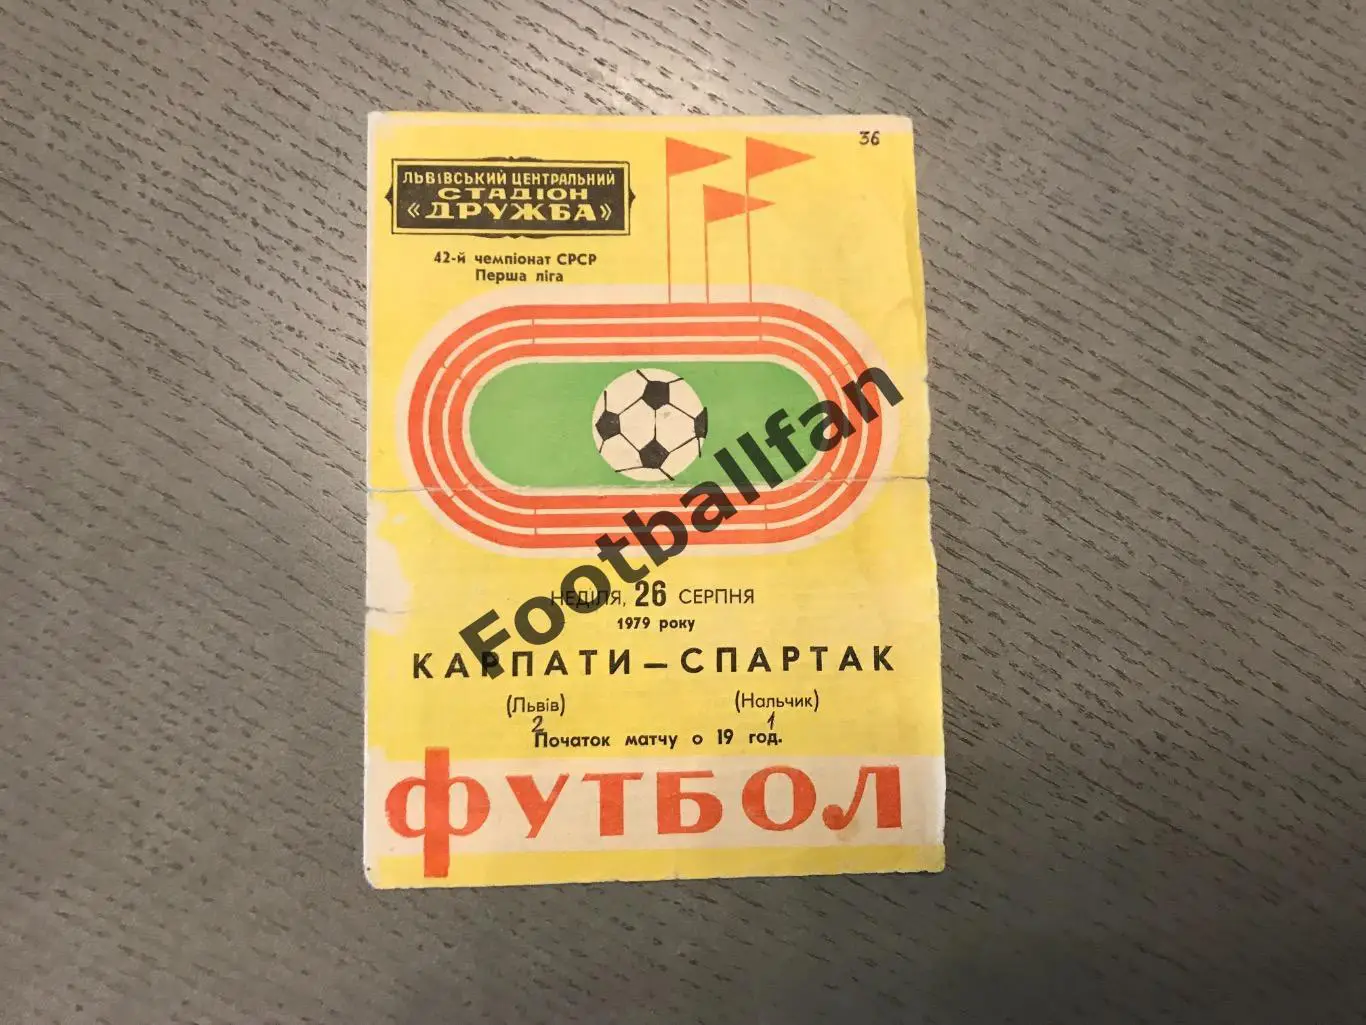 36
ЛЬВІВСЬКИЙ ЦЕНТРАЛЬНИЙ
СТАДІОН
«ДРУЖБА»
42-й чемпіонат СРСР
Перша ліга
Footballfan
НЕДІЛЯ, 26 СЕРПНЯ
1979 року
КАРПАТИ — СПАРТАК
(Львів) (Нальчик)
2 1
Початок матчу о 19 год.
ФУТБОЛ